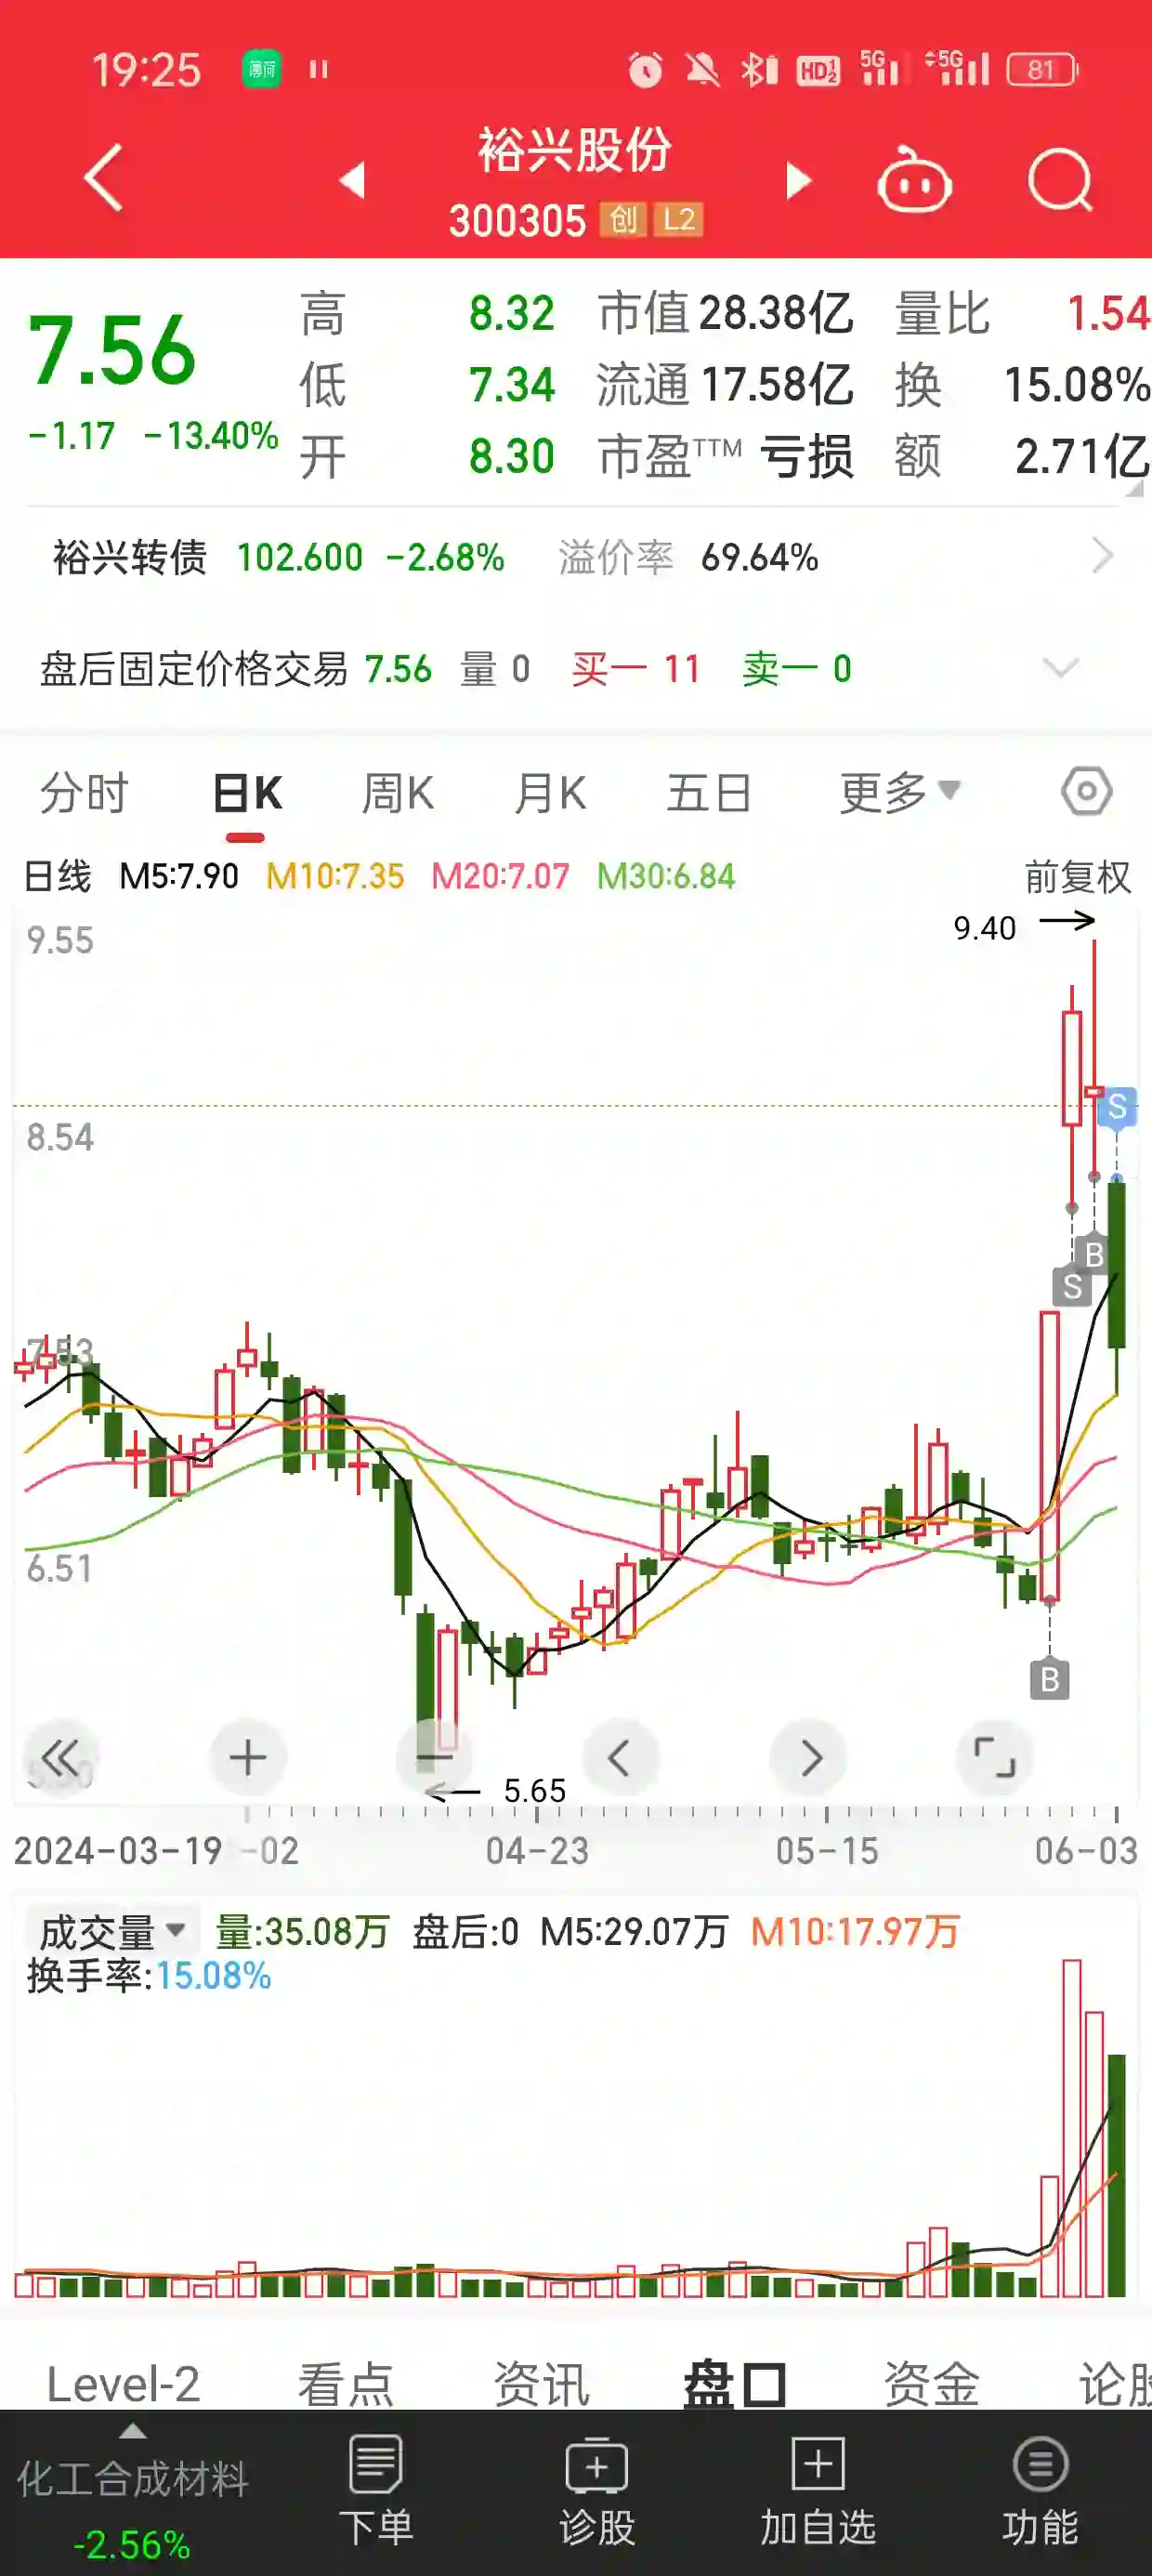 19:25 HD 5G 5G 81
裕兴股份
300305 创 L2
7.56
-1.17 -13.40%
高 8.32 市值 28.38亿 量比 1.54
低 7.34 流通 17.58亿 换 15.08%
开 8.30 市盈TTM 亏损 额 2.71亿
裕兴转债 102.600 -2.68% 溢价率 69.64%
盘后固定价格交易 7.56 量 0 买一 11 卖一 0
分时 日K 周K 月K 五日 更多
日线 M5:7.90 M10:7.35 M20:7.07 M30:6.84 前复权
9.40
9.55
S
8.54
B
S
7.53
6.51
B
5.65
2024-03-19 -02 04-23 05-15 06-03
成交量 量:35.08万 盘后:0 M5:29.07万 M10:17.97万
换手率:15.08%
Level-2 看点 资讯 盘口 资金
化工合成材料 下单 诊股 加自选 功能
-2.56%